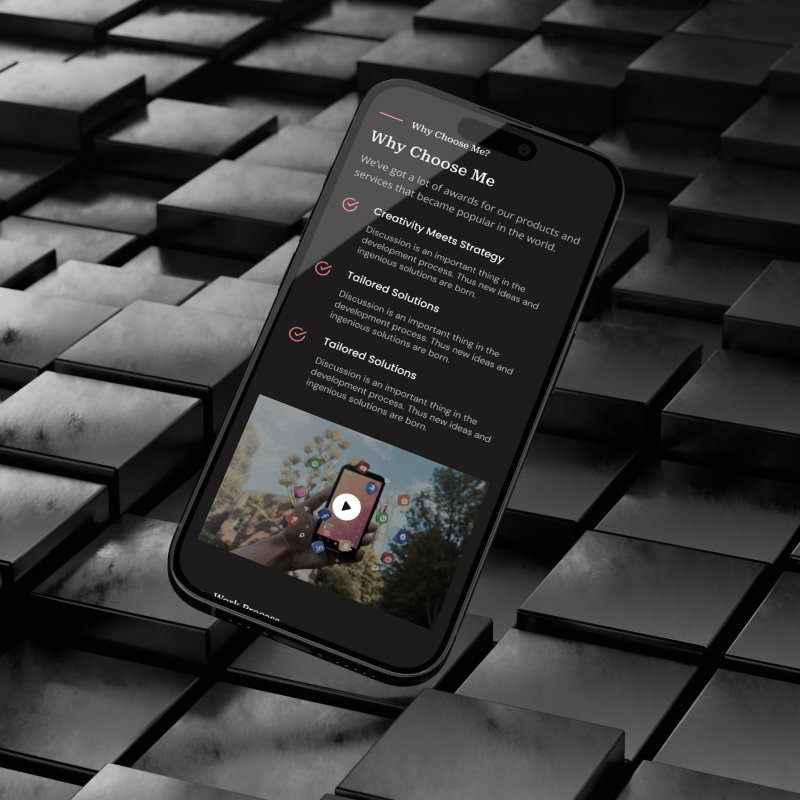 Why Choose Me?
Why Choose Me
We've got a lot of awards for our products and
services that became popular in the world.
Creativity Meets Strategy
Discussion is an important thing in the
development process. Thus new ideas and
ingenious solutions are born.
Tailored Solutions
Discussion is an important thing in the
development process. Thus new ideas and
ingenious solutions are born.
Tailored Solutions
Discussion is an important thing in the
development process. Thus new ideas and
ingenious solutions are born.
Work Process